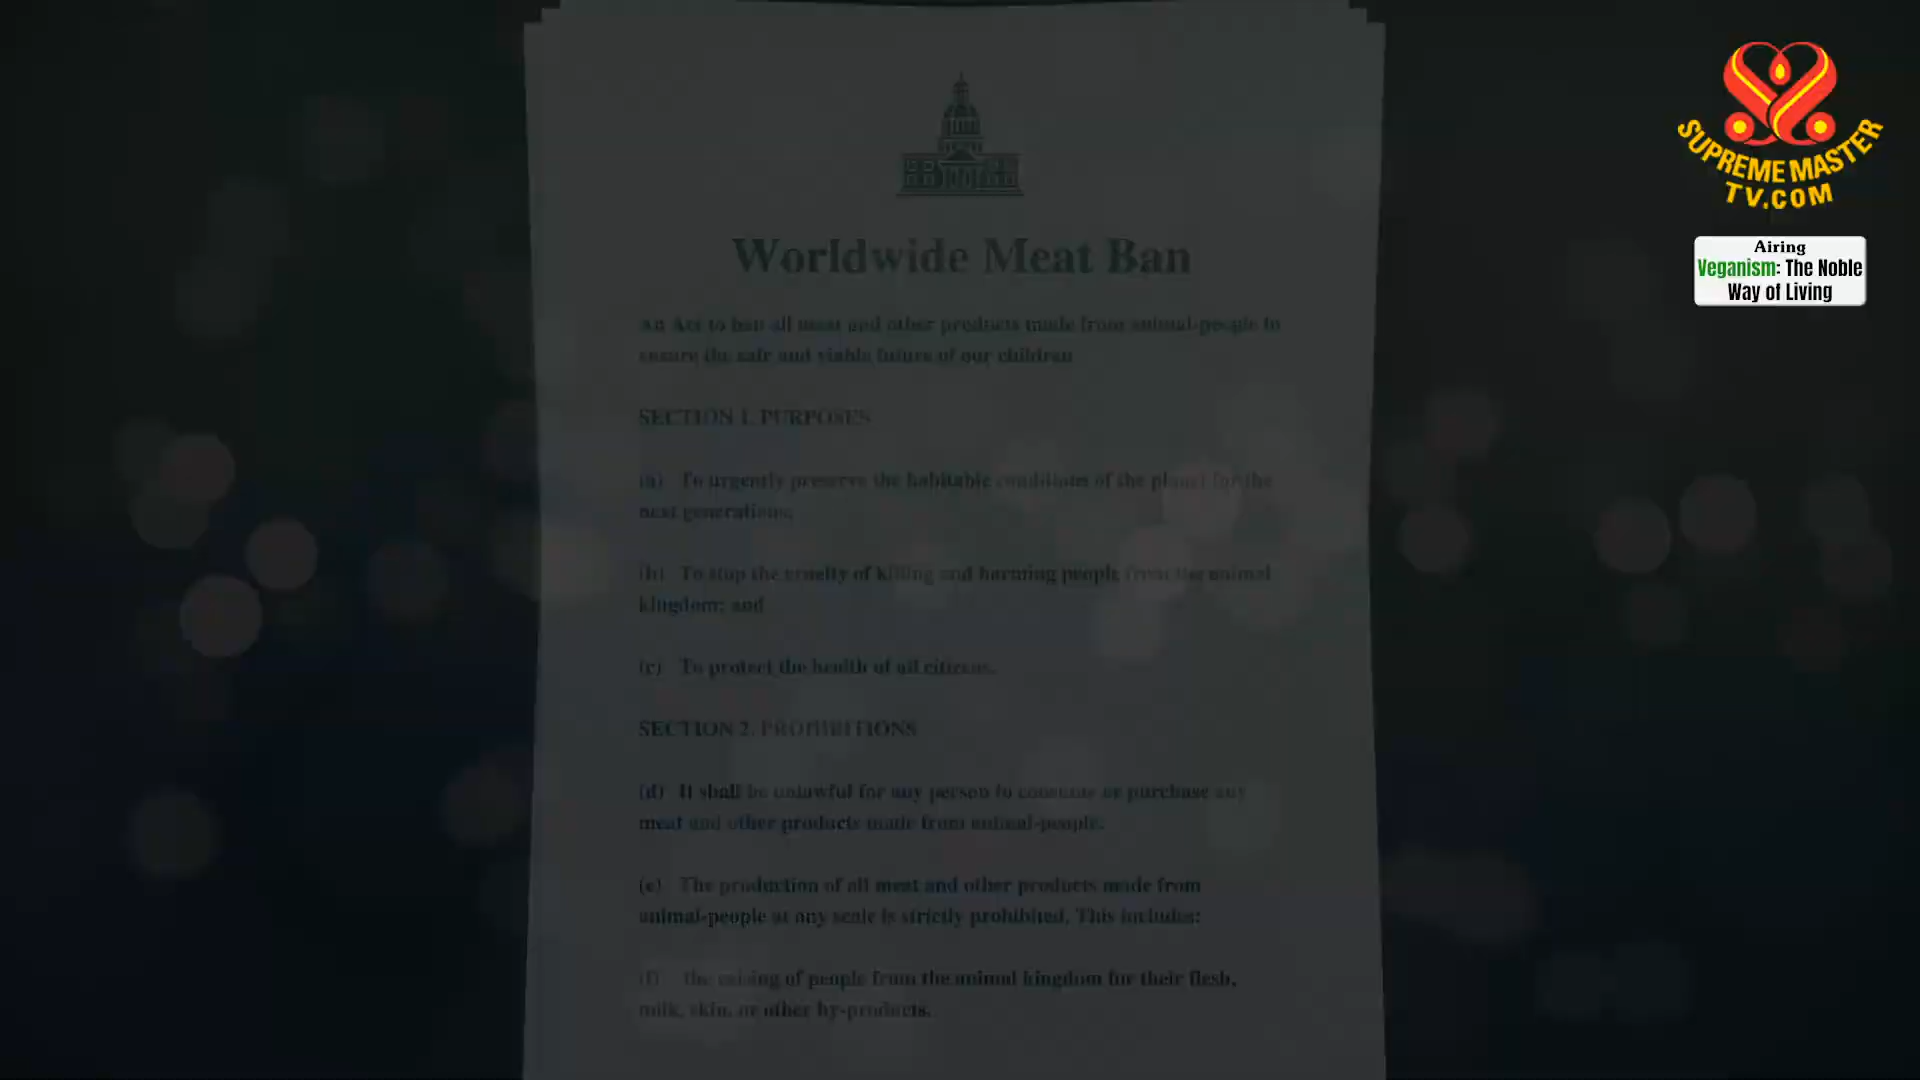 SUPREME MASTER
TV.COM
Airing
Veganism: The Noble
Way of Living
Worldwide Meat Ban
An Act to ban all meat and other products made from animal-people to
ensure the safe and viable future of our children
SECTION 1. PURPOSES
(a) To urgently preserve the habitable conditions of the planet for the
next generations;
(b) To stop the cruelty of killing and harming people from the animal
kingdom; and
(c) To protect the health of all citizens.
SECTION 2. PROHIBITIONS
(d) It shall be unlawful for any person to consume or purchase any
meat and other products made from animal-people.
(e) The production of all meat and other products made from
animal-people at any scale is strictly prohibited. This includes:
(f) the raising of people from the animal kingdom for their flesh,
milk, skin, or other by-products.